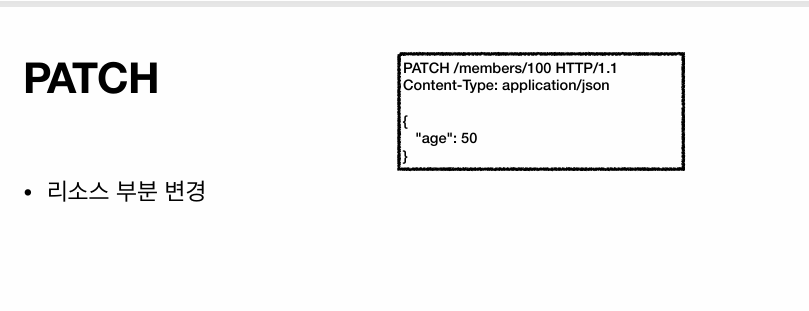 PATCH
• 리소스 부분 변경
PATCH /members/100 HTTP/1.1
Content-Type: application/json
{
"age": 50
}